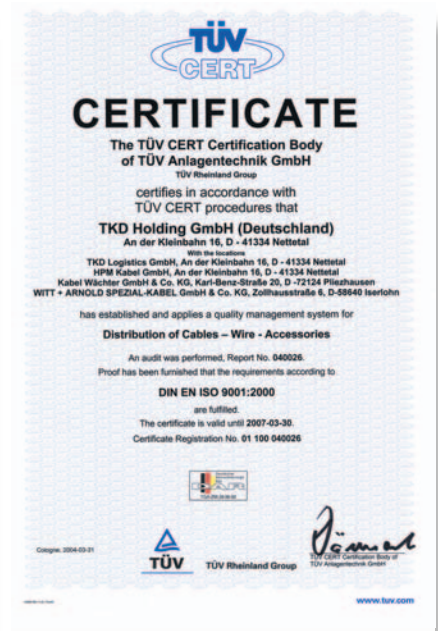 TÜV
CERT
CERTIFICATE
The TÜV CERT Certification Body
of TÜV Anlagentechnik GmbH
TÜV Rheinland Group
certifies in accordance with
TÜV CERT procedures that
TKD Holding GmbH (Deutschland)
An der Kleinbahn 16, D - 41334 Nettetal
With the locations
TKD Logistics GmbH, An der Kleinbahn 16, D - 41334 Nettetal
HPM Kabel GmbH, An der Kleinbahn 16, D - 41334 Nettetal
Kabel Wächter GmbH & Co. KG, Karl-Benz-Straße 20, D -72124 Pliezhausen
WITT + ARNOLD SPEZIAL-KABEL GmbH & Co. KG, Zollhausstraße 6, D-58640 Iserlohn
has established and applies a quality management system for
Distribution of Cables – Wire - Accessories
An audit was performed, Report No. 040026.
Proof has been furnished that the requirements according to
DIN EN ISO 9001:2000
are fulfilled.
The certificate is valid until 2007-03-30.
Certificate Registration No. 01 100 040026
DAR
Cologne, 2004-03-31
TÜV
TÜV Rheinland Group
TÜV CERT Certification Body of
TÜV Anlagentechnik GmbH
www.tuv.com